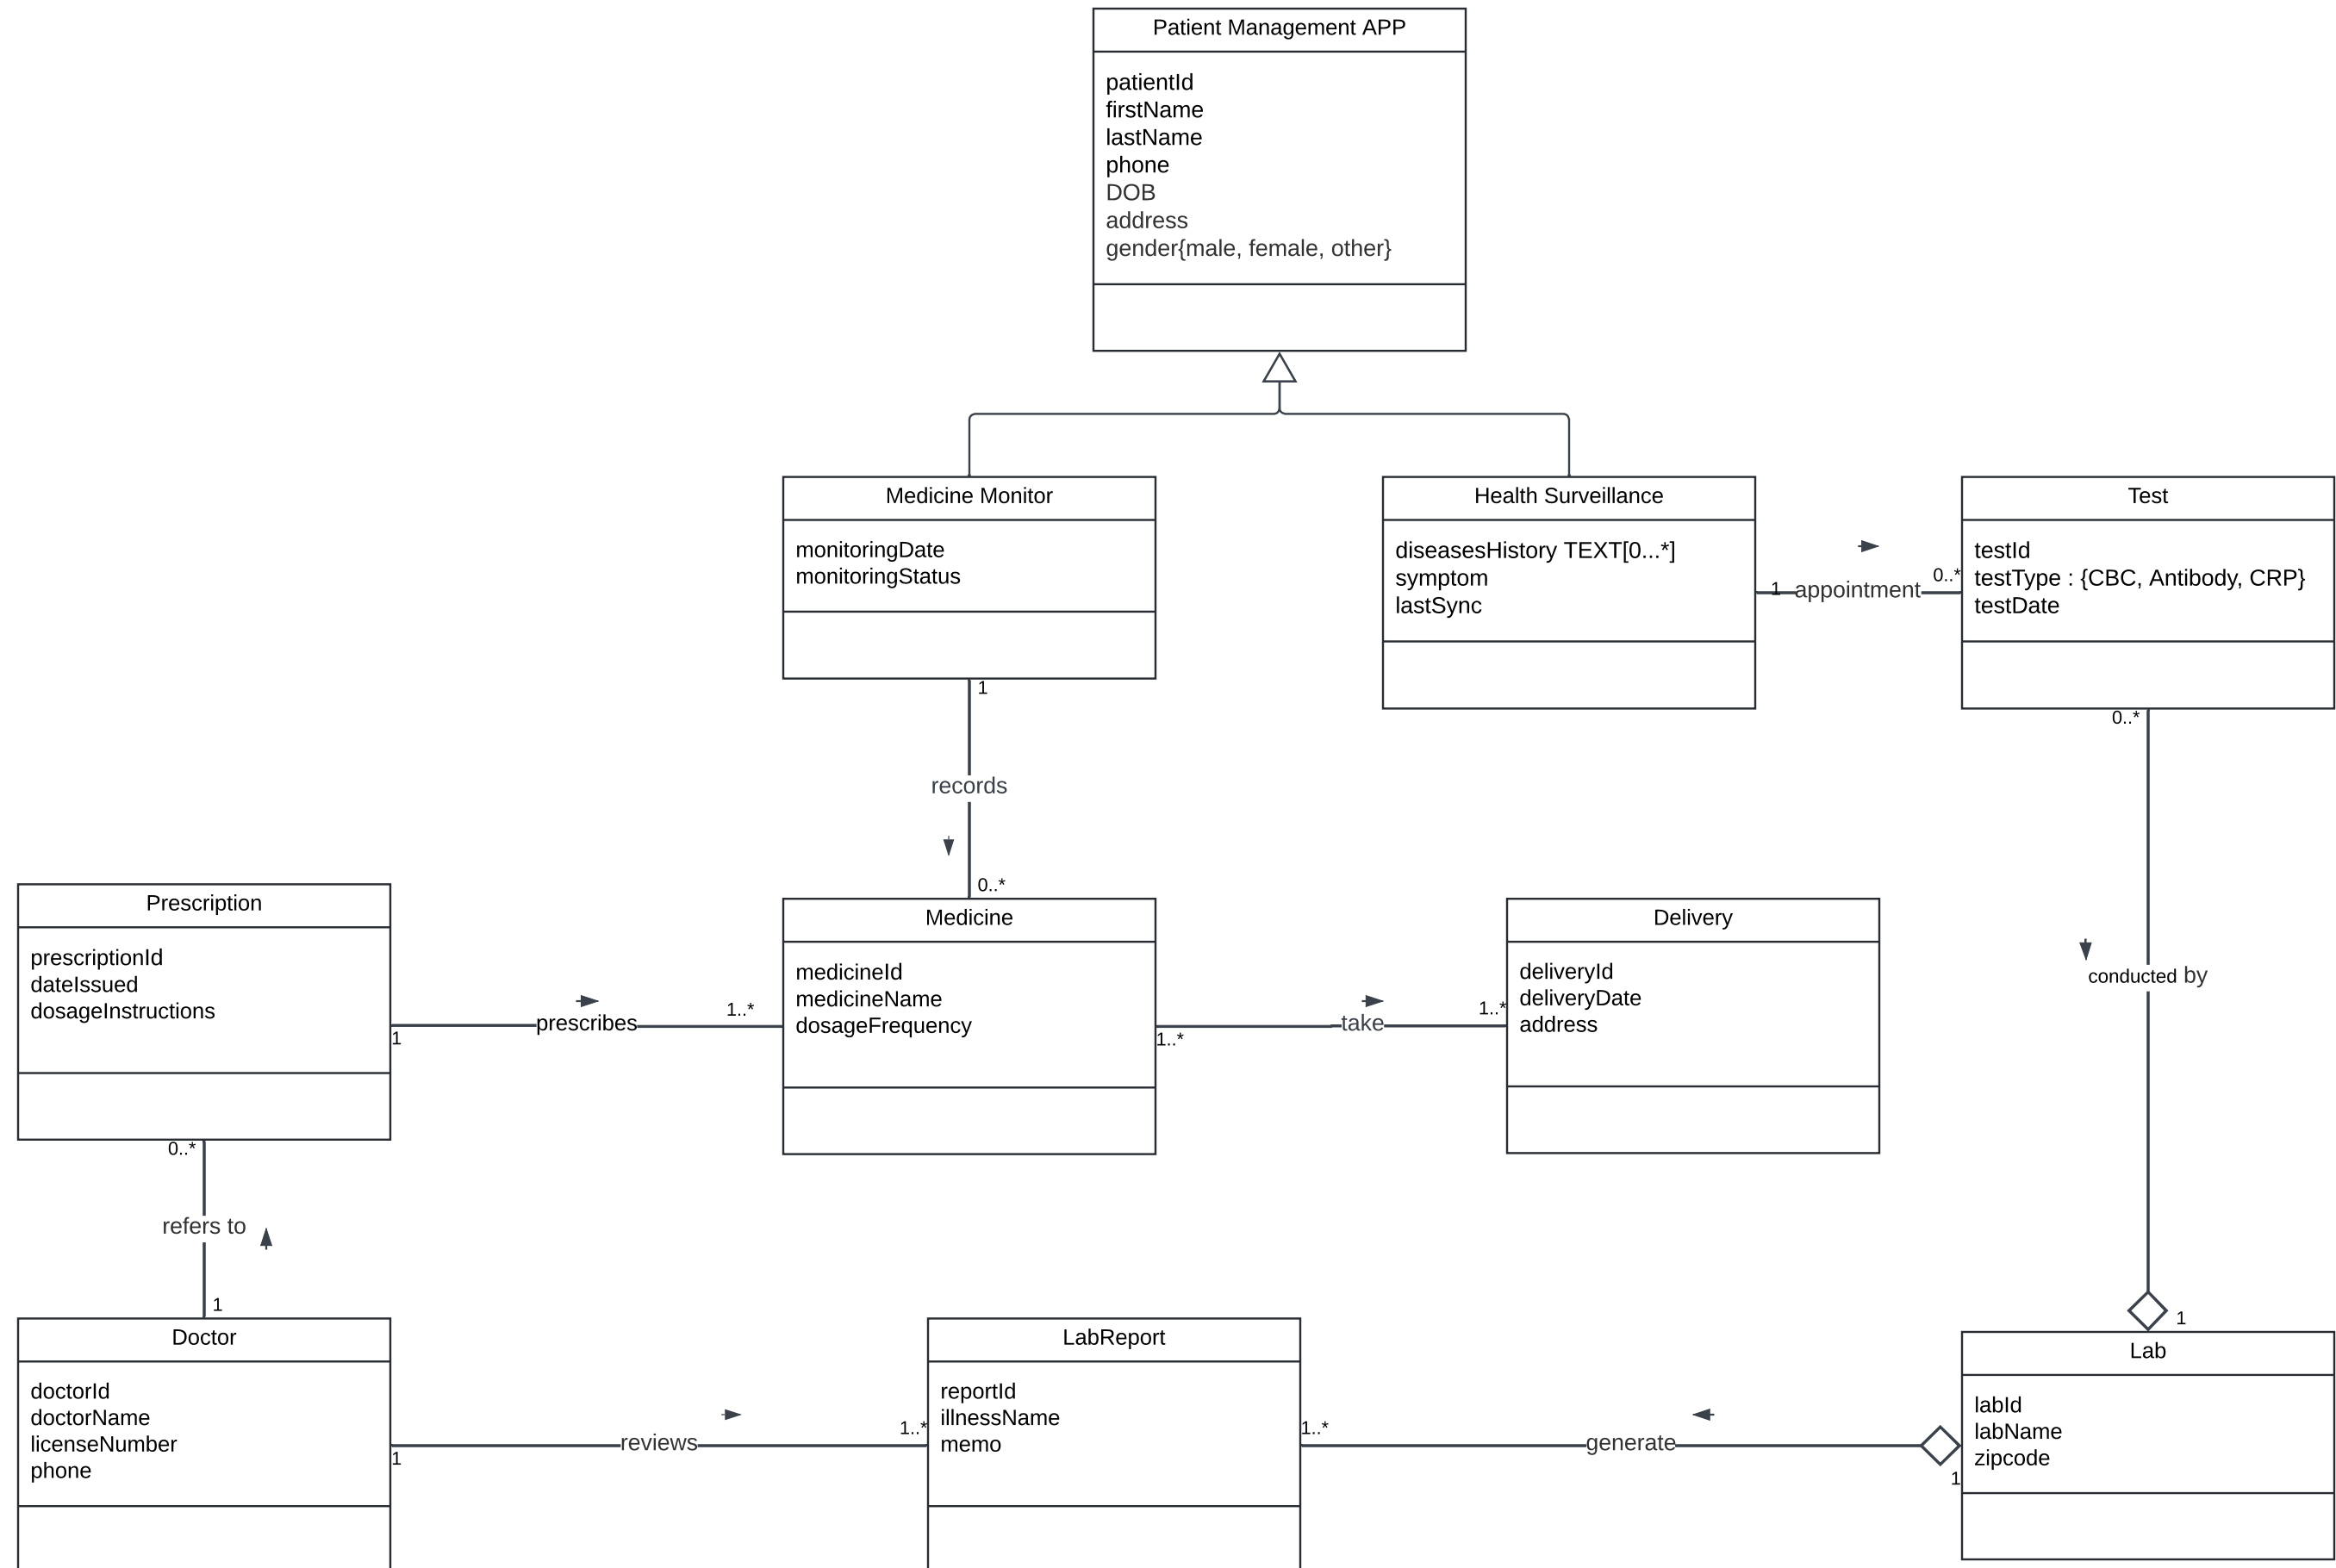 Patient Management APP
patientId
firstName
lastName
phone
DOB
address
gender{male, female, other}
Medicine Monitor
monitoringDate
monitoringStatus
Health Surveillance
diseasesHistory TEXT[0...*]
symptom
lastSync
1
appointment
0..*
Test
testId
testType : {CBC, Antibody, CRP}
testDate
1
records
0..*
0..*
conducted by
1
Prescription
prescriptionId
dateIssued
dosageInstructions
1
prescribes
1..*
Medicine
medicineId
medicineName
dosageFrequency
1..*
take
1..*
Delivery
deliveryId
deliveryDate
address
0..*
refers to
1
Doctor
doctorId
doctorName
licenseNumber
phone
1
reviews
1..*
LabReport
reportId
illnessName
memo
1..*
generate
1
Lab
labId
labName
zipcode